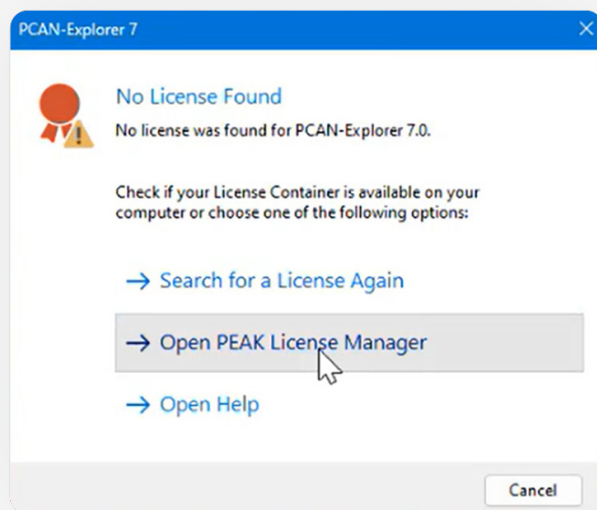 PCAN-Explorer 7
No License Found
No license was found for PCAN-Explorer 7.0.
Check if your License Container is available on your
computer or choose one of the following options:
→ Search for a License Again
→ Open PEAK License Manager
→ Open Help
Cancel